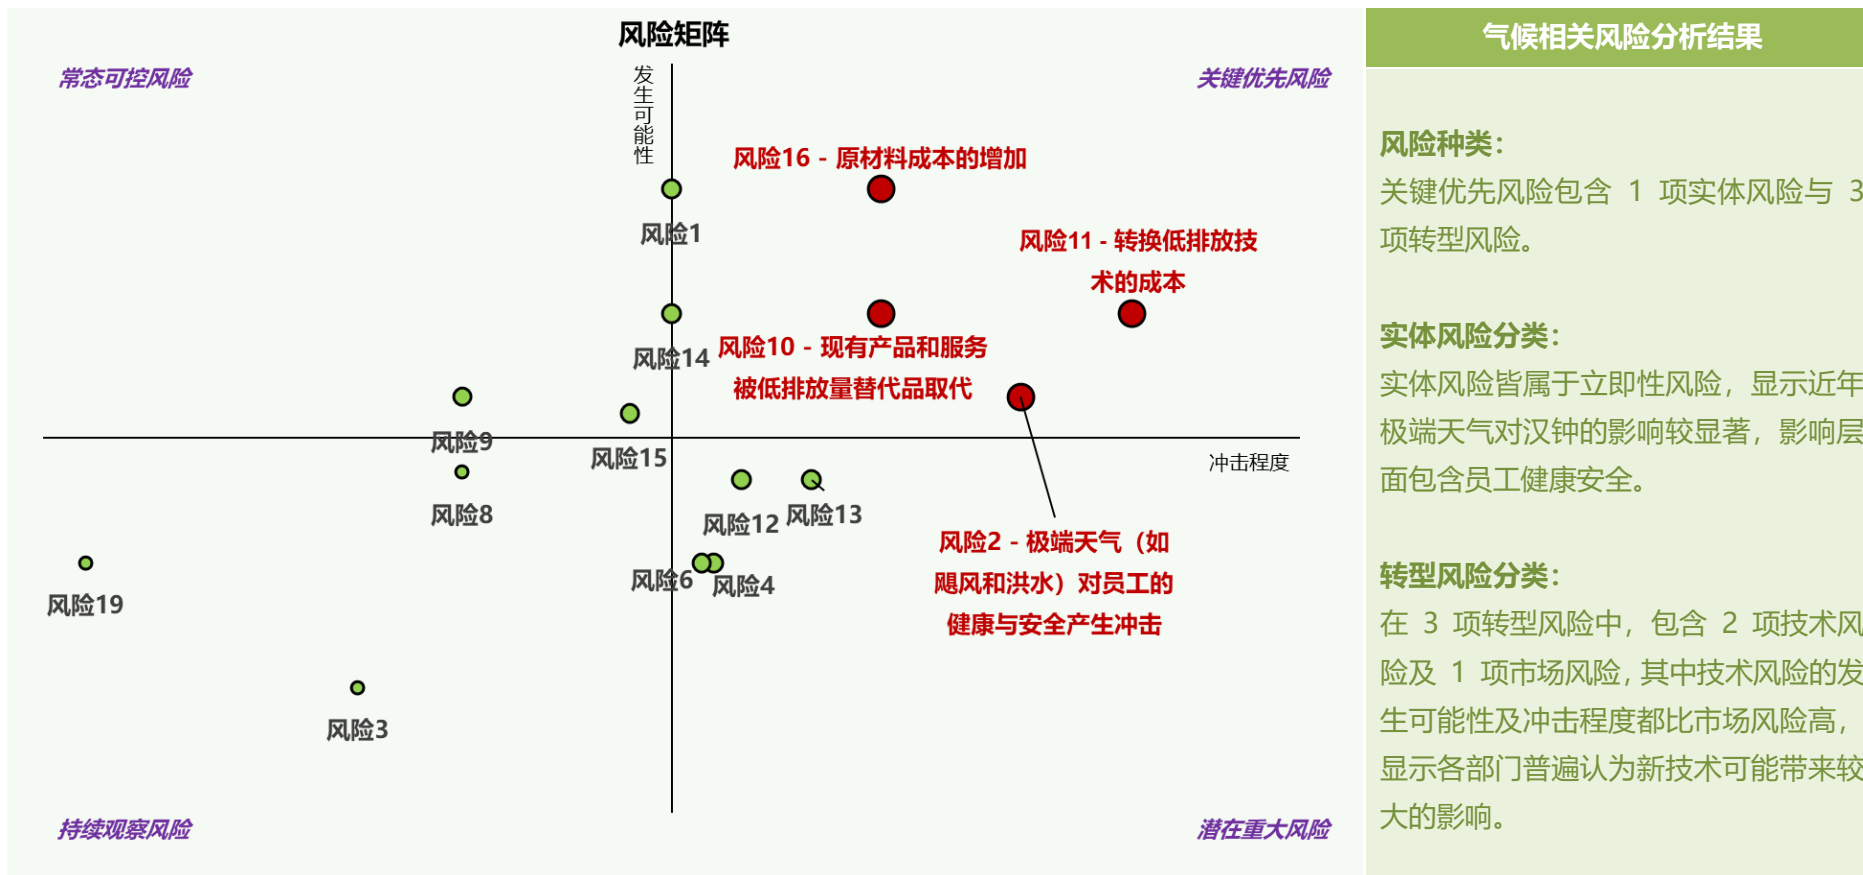 风险矩阵
常态可控风险
关键优先风险
发生可能性
风险16 - 原材料成本的增加
风险1
风险11 - 转换低排放技
术的成本
风险14
风险10 - 现有产品和服务
被低排放量替代品取代
风险9
风险15
冲击程度
风险8
风险12
风险13
风险2 - 极端天气（如
飓风和洪水）对员工的
健康与安全产生冲击
风险6
风险4
风险19
风险3
持续观察风险
潜在重大风险
气候相关风险分析结果
风险种类：
关键优先风险包含 1 项实体风险与 3
项转型风险。
实体风险分类：
实体风险皆属于立即性风险，显示近年
极端天气对汉钟的影响较显著，影响层
面包含员工健康安全。
转型风险分类：
在 3 项转型风险中，包含 2 项技术风
险及 1 项市场风险，其中技术风险的发
生可能性及冲击程度都比市场风险高，
显示各部门普遍认为新技术可能带来较
大的影响。